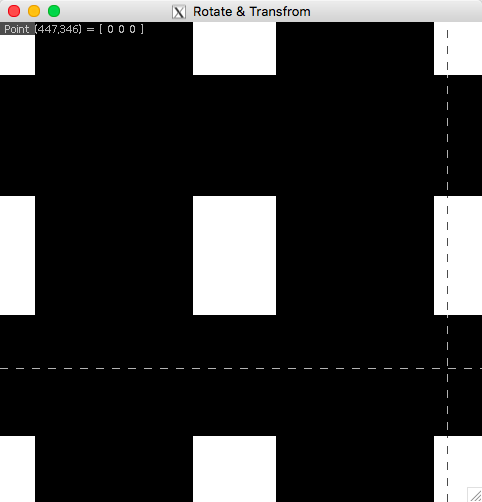 Rotate & Transfrom
Point (447,346) = [ 0 0 0 ]